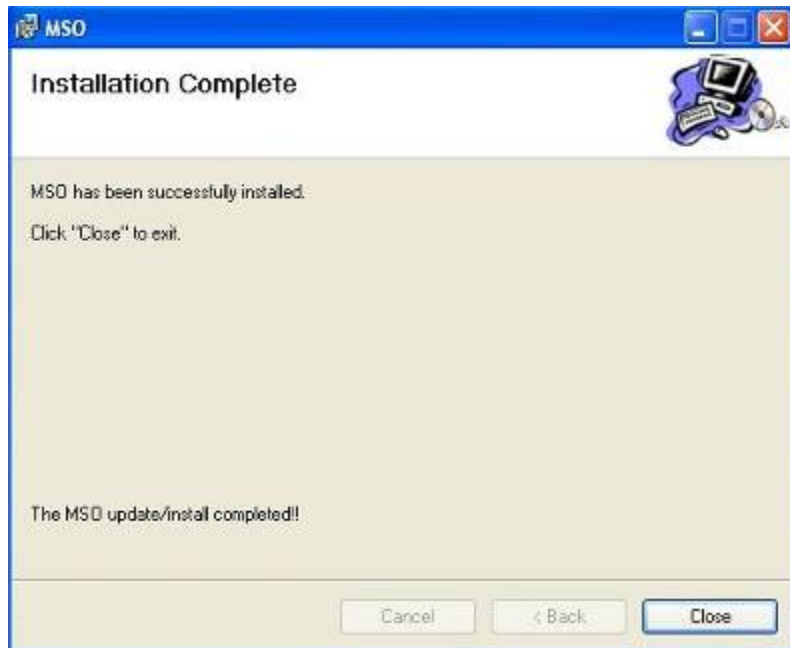 MSO
Installation Complete
MSO has been successfully installed.
Click "Close" to exit.
The MSO update/install completed!!
Cancel
< Back
Close